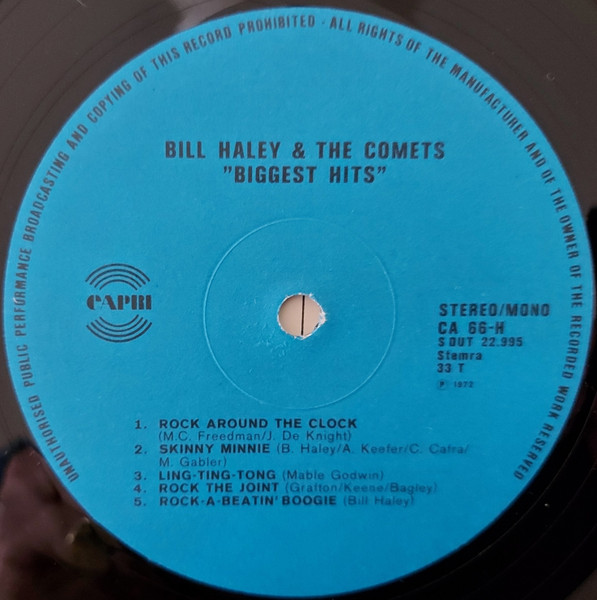 UNAUTHORISED PUBLIC PERFORMANCE BROADCASTING AND COPYING OF THIS RECORD PROHIBITED · ALL RIGHTS OF THE MANUFACTURER AND OF THE OWNER OF THE RECORDED WORK RESERVED
BILL HALEY & THE COMETS
"BIGGEST HITS"
CAPRI
STEREO/MONO
CA 66-H
S OUT 22.995
Stemra
33 T
℗ 1972
1. ROCK AROUND THE CLOCK
(M.C. Freedman/J. De Knight)
2. SKINNY MINNIE (B. Haley/A. Keefer/C. Cafra/
M. Gabler)
3. LING-TING-TONG (Mable Godwin)
4. ROCK THE JOINT (Grafton/Keene/Bagley)
5. ROCK-A-BEATIN' BOOGIE (Bill Haley)